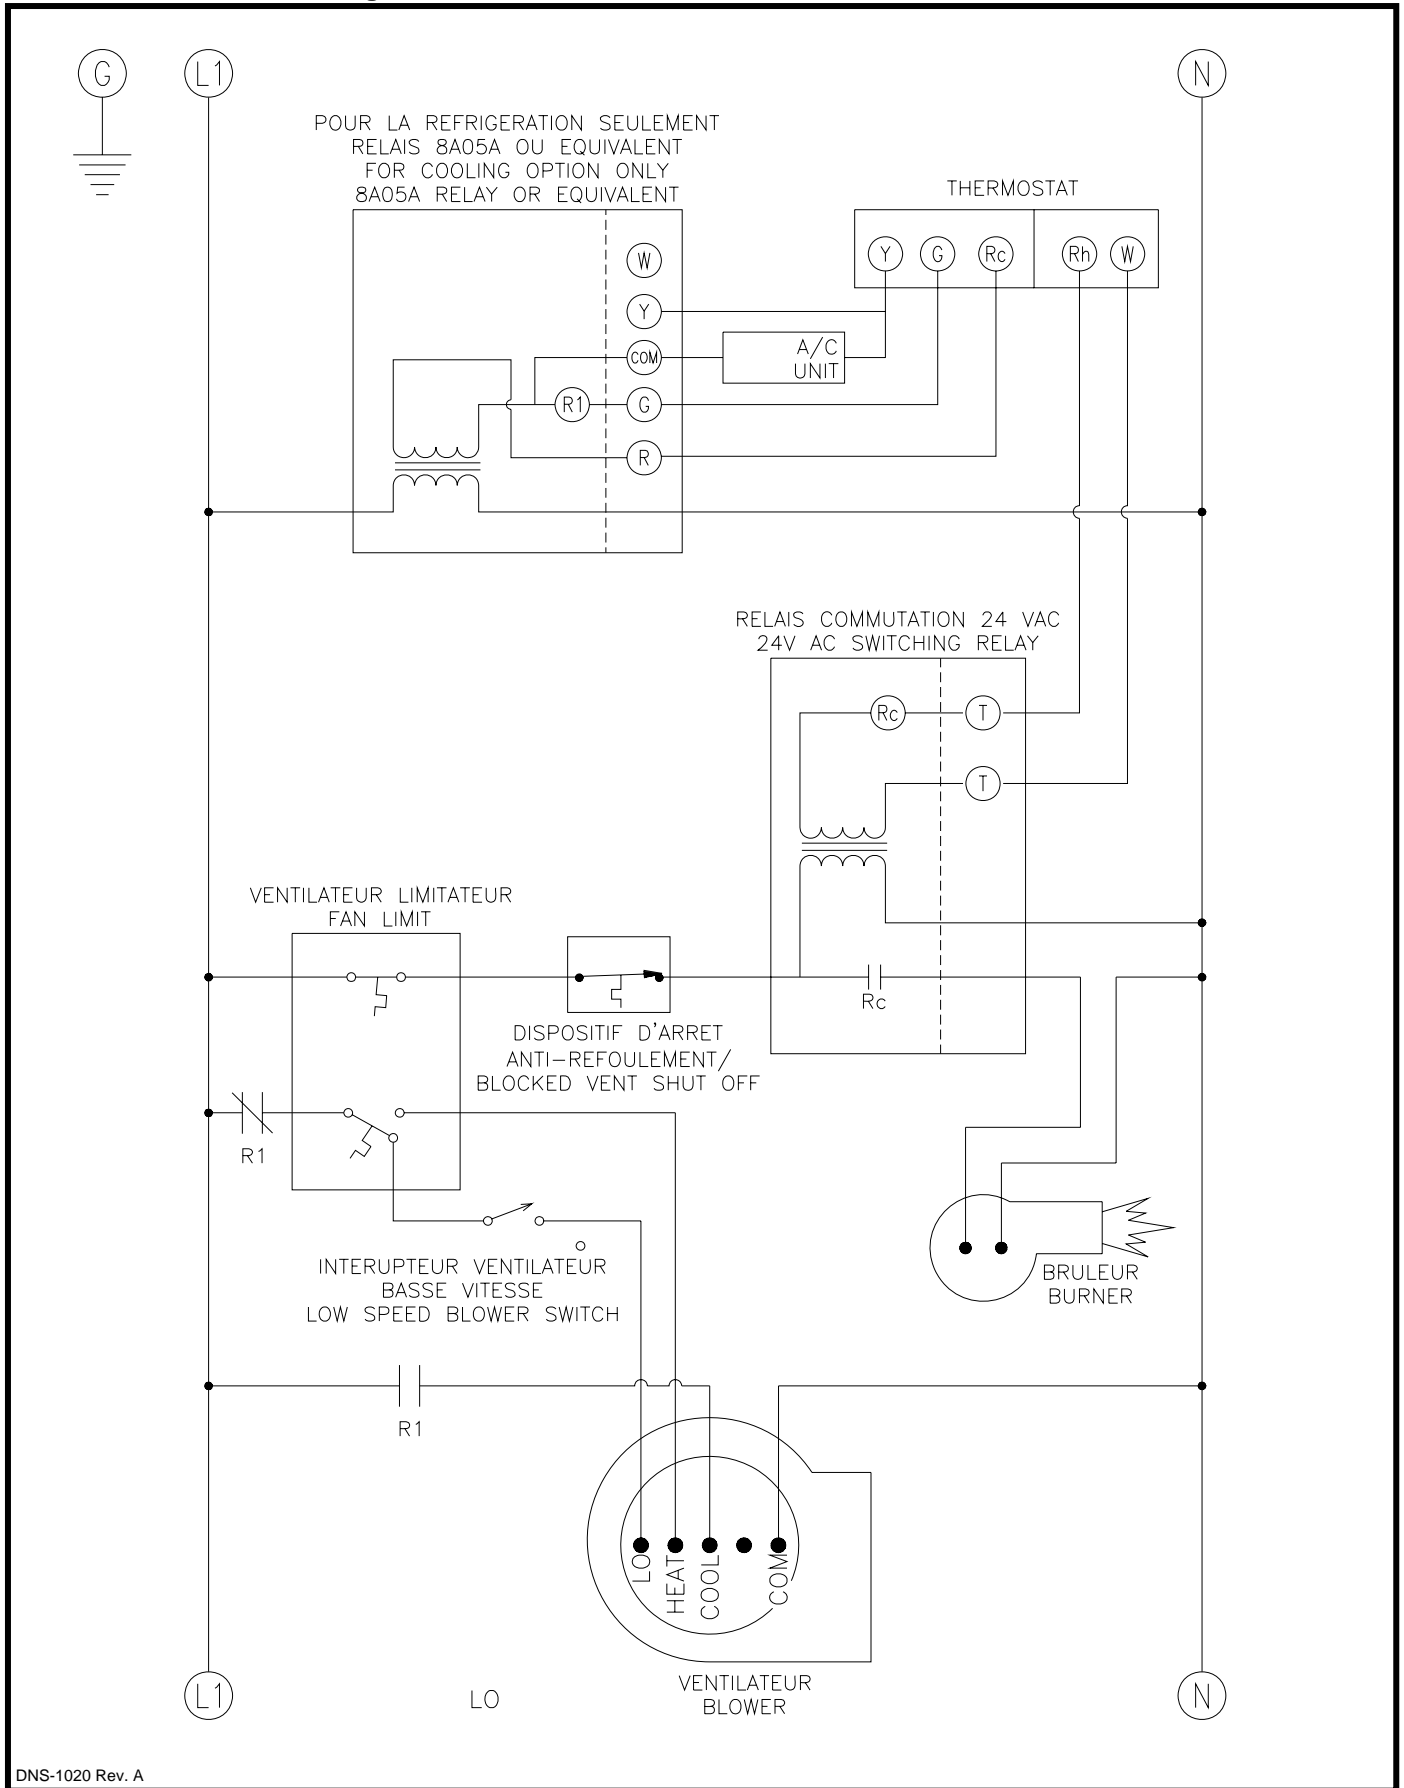 G
L1
N
POUR LA REFRIGERATION SEULEMENT
RELAIS 8A05A OU EQUIVALENT
FOR COOLING OPTION ONLY
8A05A RELAY OR EQUIVALENT
THERMOSTAT
Y
G
Rc
Rh
W
W
Y
COM
A/C
UNIT
R1
G
R
RELAIS COMMUTATION 24 VAC
24V AC SWITCHING RELAY
Rc
T
T
VENTILATEUR LIMITATEUR
FAN LIMIT
Rc
DISPOSITIF D'ARRET
ANTI-REFOULEMENT/
BLOCKED VENT SHUT OFF
R1
INTERUPTEUR VENTILATEUR
BASSE VITESSE
LOW SPEED BLOWER SWITCH
BRULEUR
BURNER
R1
LO
HEAT
COOL
COM
VENTILATEUR
BLOWER
L1
LO
N
DNS-1020 Rev. A